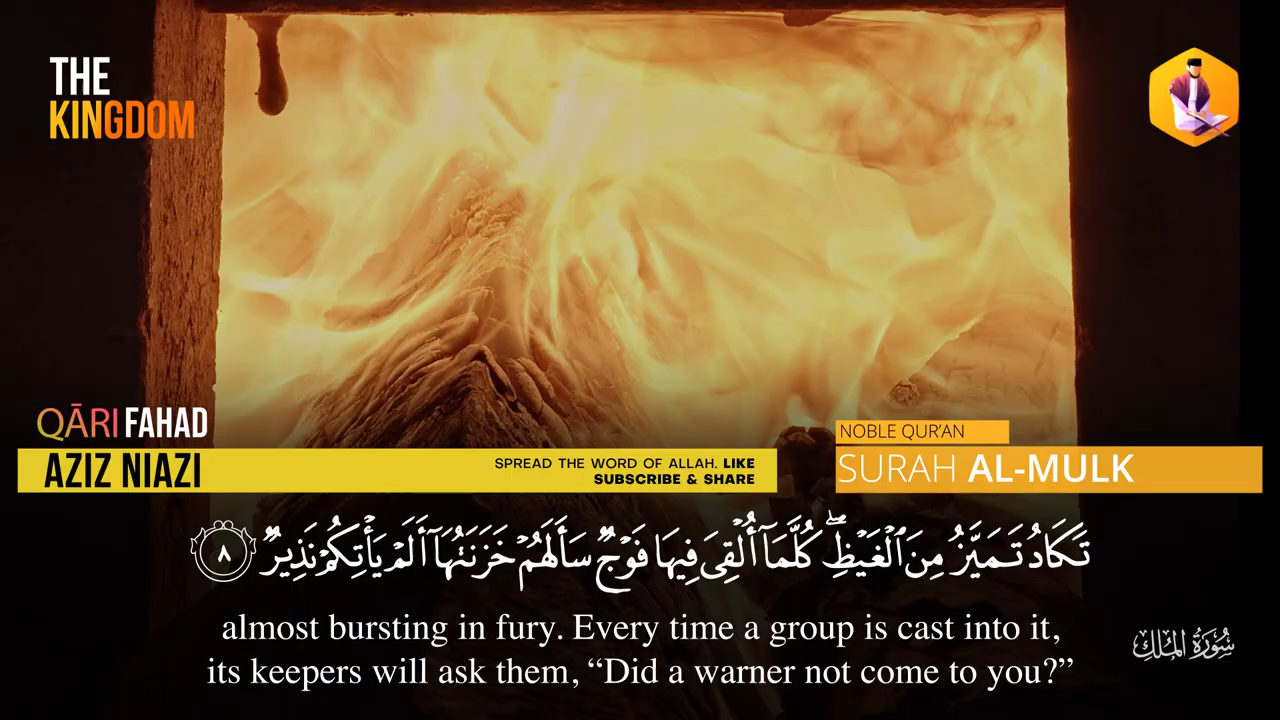 THE
KINGDOM
QĀRI FAHAD
AZIZ NIAZI
SPREAD THE WORD OF ALLAH, LIKE
SUBSCRIBE & SHARE
NOBLE QUR’AN
SURAH AL-MULK
تَكَادُ تَمَيَّزُ مِنَ ٱلْغَيْظِ ۖ كُلَّمَآ أُلْقِىَ فِيهَا فَوْجٌ سَأَلَهُمْ خَزَنَتُهَآ أَلَمْ يَأْتِكُمْ نَذِيرٌ ٨
almost bursting in fury. Every time a group is cast into it,
its keepers will ask them, “Did a warner not come to you?”
سُورَةُ الْمُلْكِ